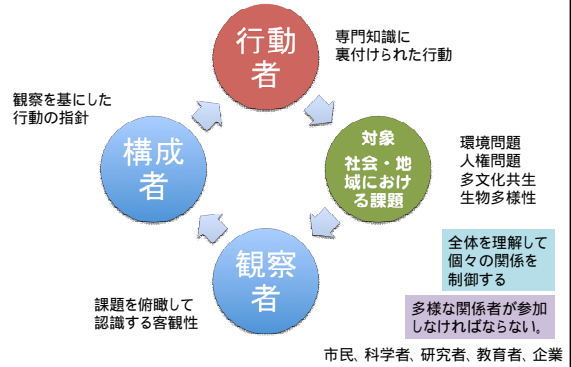 行動
者
専門知識に
裏付けられた行動
観察を基にした
行動の指針
構成
者
対象
社会・地
域におけ
る課題
環境問題
人権問題
多文化共生
生物多様性
観察
者
課題を俯瞰して
認識する客観性
全体を理解して
個々の関係を
制御する
多様な関係者が参加
しなければならない。
市民、科学者、研究者、教育者、企業